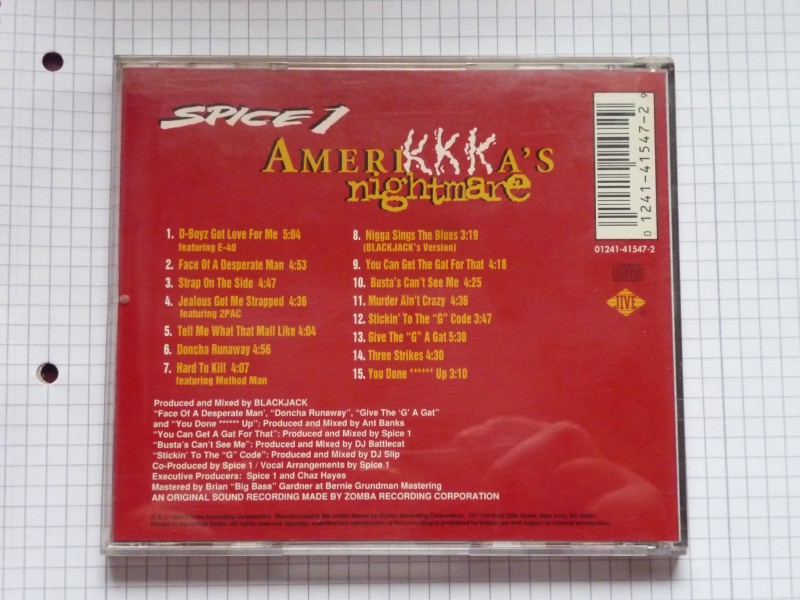 SPICE 1
AMERIKKKA'S
nightmare
1. D-Boyz Got Love For Me 5:04
featuring E-40
2. Face Of A Desperate Man 4:53
3. Strap On The Side 4:47
4. Jealous Got Me Strapped 4:36
featuring 2PAC
5. Tell Me What That Mail Like 4:04
6. Doncha Runaway 4:56
7. Hard To Kill 4:07
featuring Method Man
8. Nigga Sings The Blues 3:19
(BLACKJACK's Version)
9. You Can Get The Gat For That 4:18
10. Busta's Can't See Me 4:25
11. Murder Ain't Crazy 4:36
12. Stickin' To The "G" Code 3:47
13. Give The "G" A Gat 5:30
14. Three Strikes 4:30
15. You Done ****** Up 3:10
Produced and Mixed by BLACKJACK
"Face Of A Desperate Man', "Doncha Runaway", "Give The 'G' A Gat"
and "You Done ****** Up": Produced and Mixed by Ant Banks
"You Can Get A Gat For That": Produced and Mixed by Spice 1
"Busta's Can't See Me": Produced and Mixed by DJ Battlecat
"Stickin' To The "G" Code": Produced and Mixed by DJ Slip
Co-Produced by Spice 1 / Vocal Arrangements by Spice 1
Executive Producers: Spice 1 and Chaz Hayes
Mastered by Brian "Big Bass" Gardner at Bernie Grundman Mastering
AN ORIGINAL SOUND RECORDING MADE BY ZOMBA RECORDING CORPORATION
0 1241-41547-2 9
01241-41547-2
JIVE